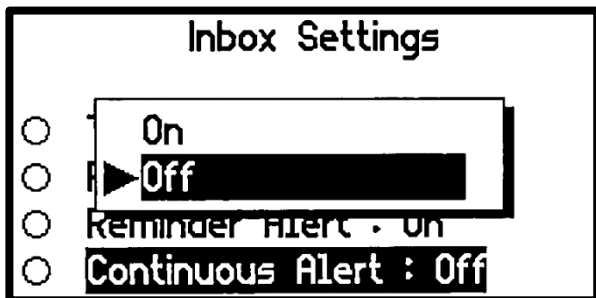 Inbox Settings
On
Off
Reminder Alert : On
Continuous Alert : Off